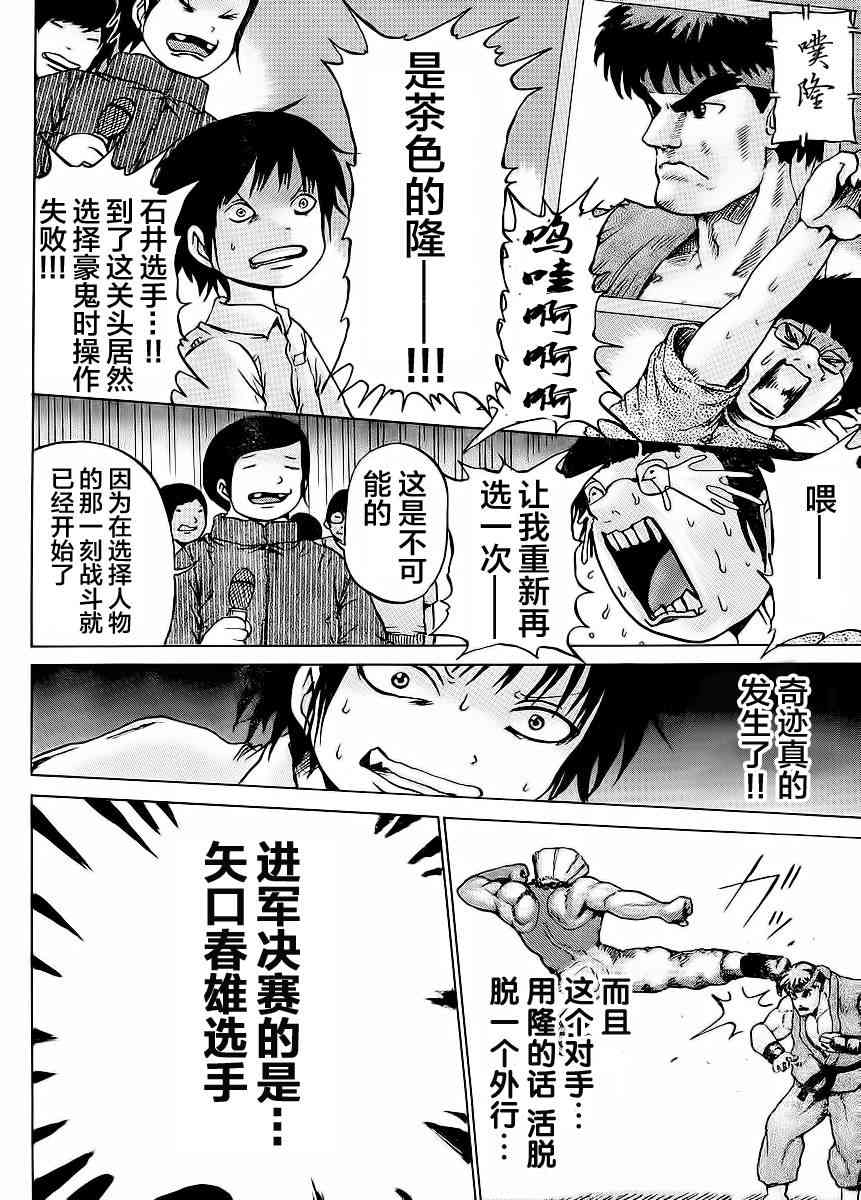 噗隆
呜哇啊啊啊
是茶色的隆——!!!
石井选手…!!
到了这关头居然
选择豪鬼时操作
失败!!!
喂—
让我重新再
选一次—
这是不可
能的
因为在选择人物
的那一刻战斗就
已经开始了
奇迹真的
发生了!!
ガッ
而且
这个对手…
用隆的话 活脱
脱一个外行…
进军决赛的是…
矢口春雄选手